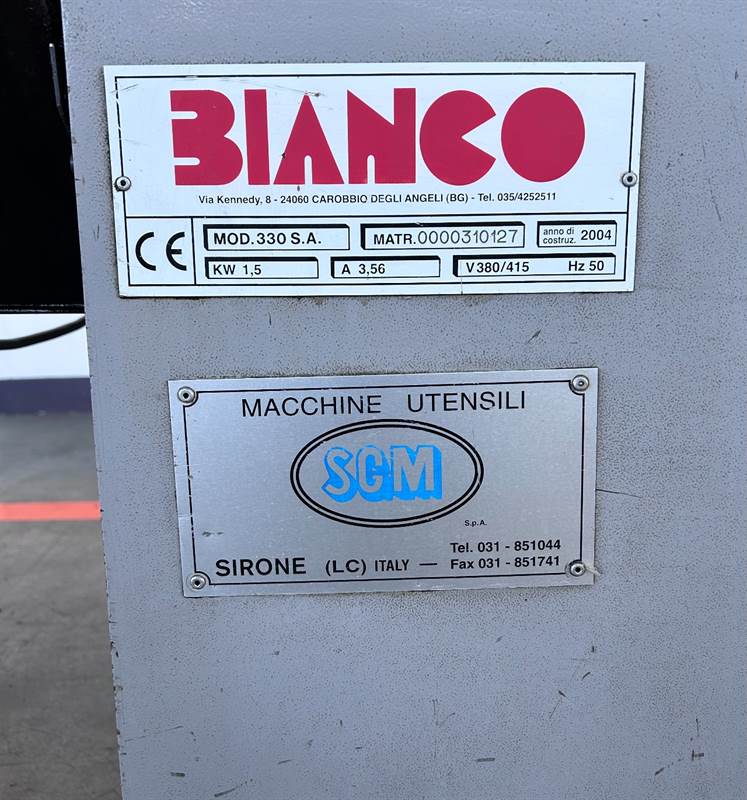 BIANCO
Via Kennedy, 8 - 24060 CAROBBIO DEGLI ANGELI (BG) - Tel. 035/4252511
CE
MOD. 330 S.A.
MATR. 0000310127
anno di costruz. 2004
KW 1,5
A 3,56
V 380/415 Hz 50
MACCHINE UTENSILI
SGM
S.p.A.
SIRONE (LC) ITALY — Tel. 031 - 851044
Fax 031 - 851741